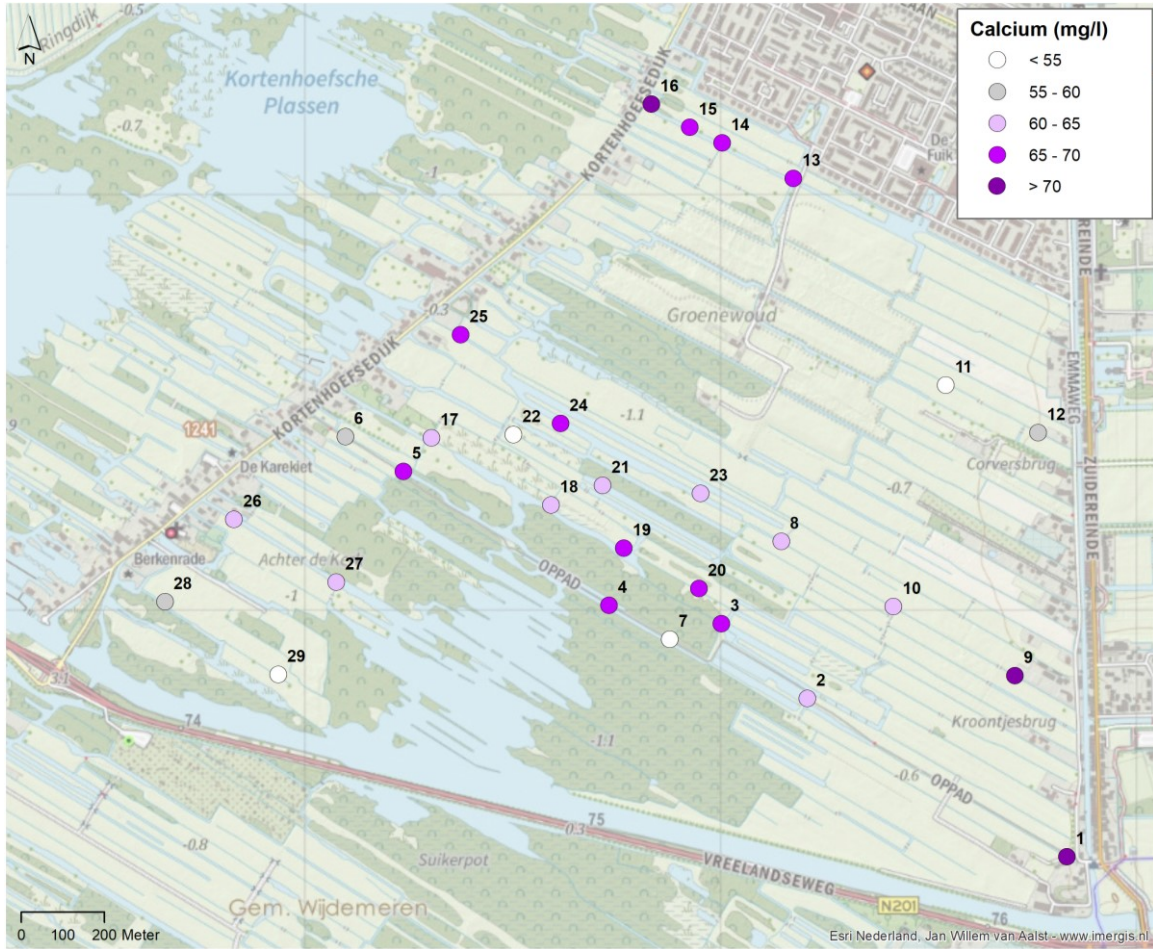 Ringdijk
-0.5
N
Kortenhoefsche
Plassen
-0.7
-1
KORTENHOEFSEDIJK
Calcium (mg/l)
< 55
55 - 60
60 - 65
65 - 70
> 70
De
Fuik
16
15
14
13
-0.3
25
Groenewoud
11
12
EMMAWEG
ZUIDEREINDE
REINDE
Corversbrug
-0.7
KORTENHOEFSEDIJK
1241
9
6
17
22
24
-1.1
5
De Karekiet
21
23
18
8
26
19
Berkenrade
Achter de
27
OPPAD
20
10
28
-1
4
3
7
9
29
2
Kroontjesbrug
3.1
74
-1.1
-0.6
OPPAD
75
0.3
1
-0.8
Suikerpot
VREELANDSEWEG
N201
76
Gem. Wijdemeren
0 100 200 Meter
Esri Nederland, Jan Willem van Aalst - www.imergis.nl